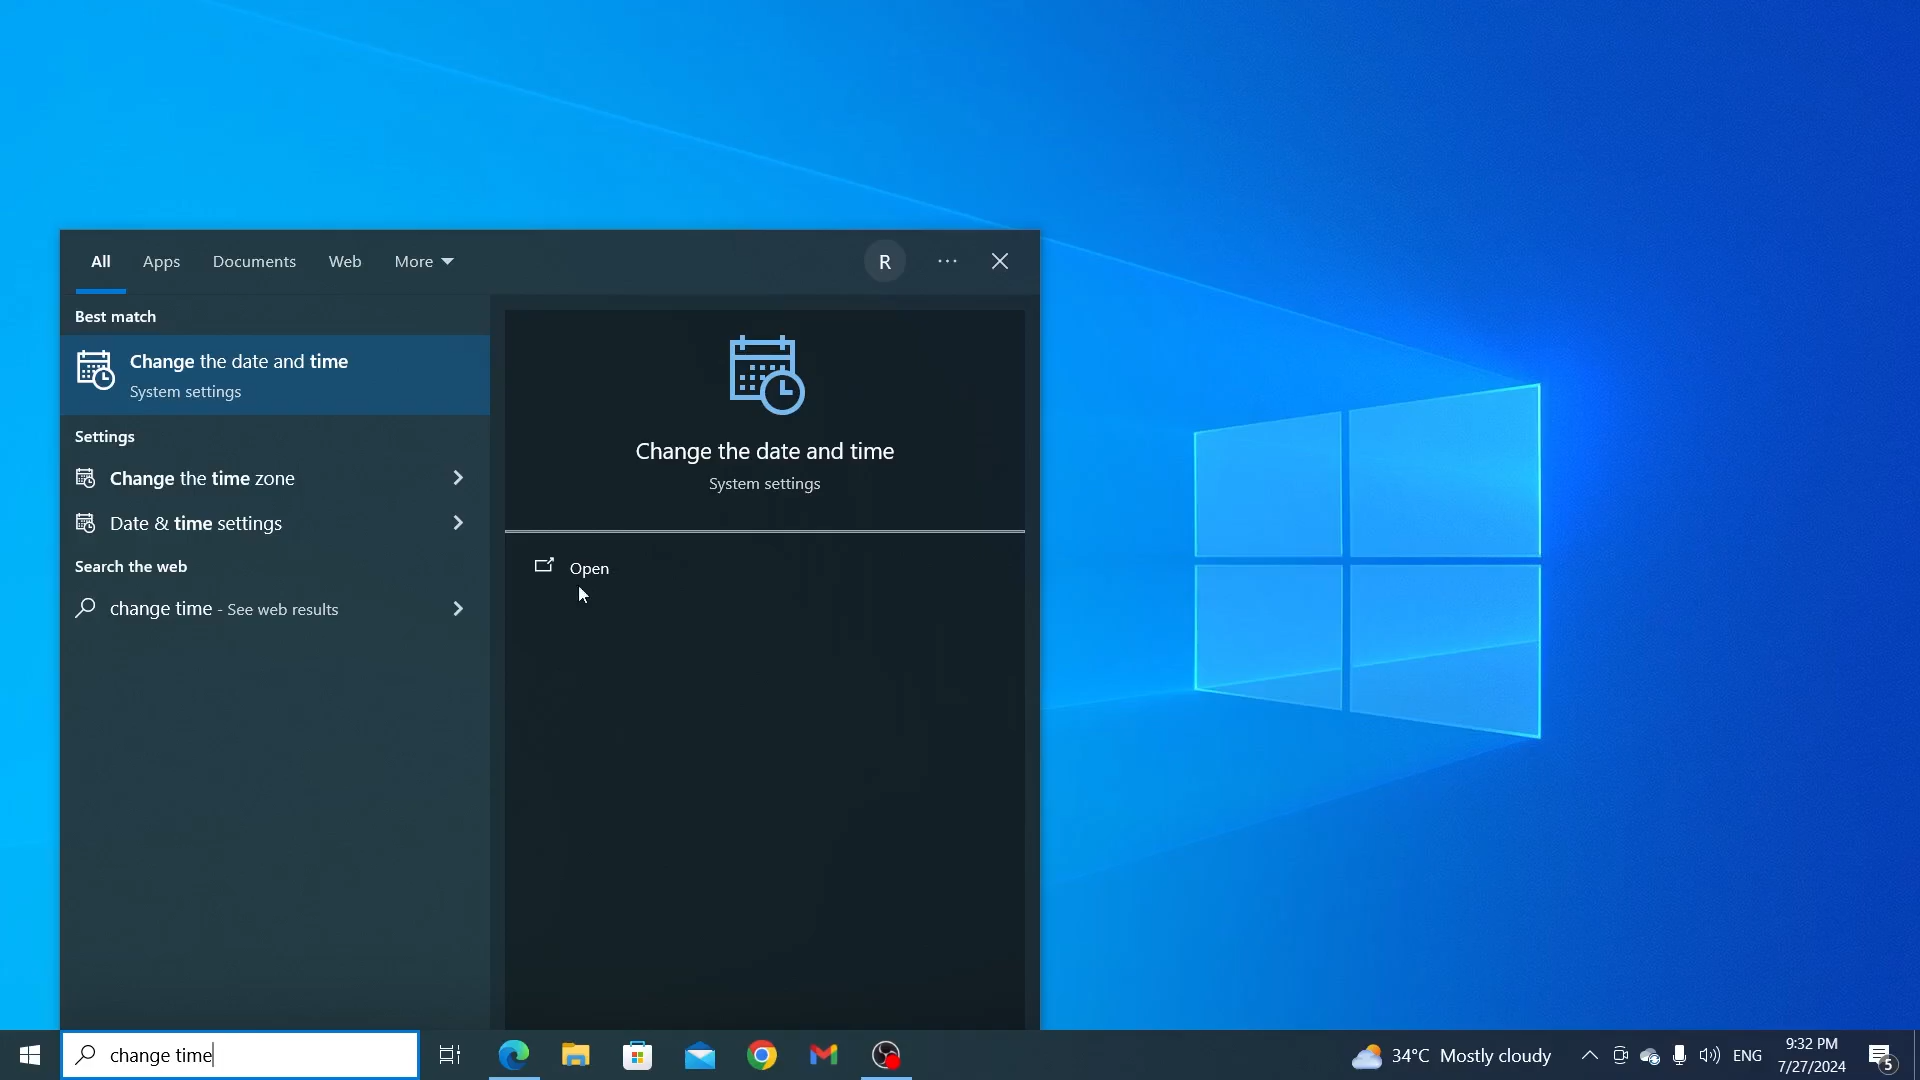 All Apps Documents Web More R
Best match
Change the date and time
System settings
Settings
Change the time zone
Date & time settings
Search the web
change time - See web results
Change the date and time
System settings
Open
change time
34°C Mostly cloudy
ENG
9:32 PM
7/27/2024
5